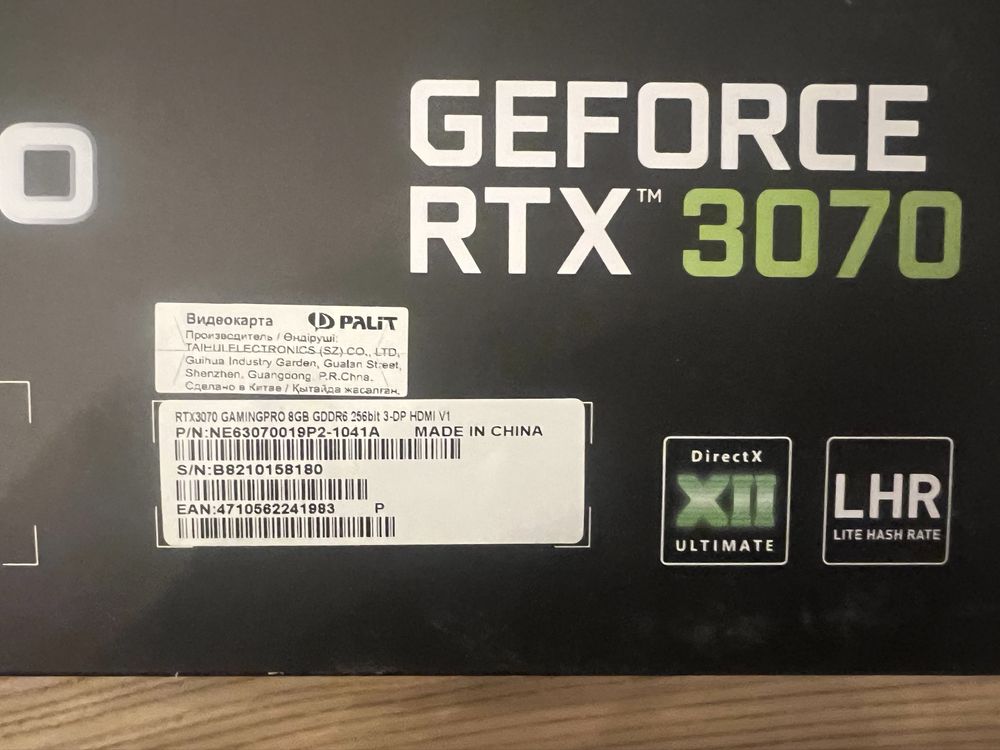 O
GEFORCE
RTX™ 3070
Видеокарта PALIT
Производитель / Өндіруші:
TAIHUI ELECTRONICS (SZ) CO., LTD,
Guihua Industry Garden, Gualan Street,
Shenzhen, Guangdong, P.R.China.
Сделано в Китае / Қытайда жасалған.
RTX3070 GAMINGPRO 8GB GDDR6 256bit 3-DP HDMI V1
P/N:NE63070019P2-1041A MADE IN CHINA
S/N:B8210158180
EAN:4710562241983 P
DirectX
XII
ULTIMATE
LHR
LITE HASH RATE